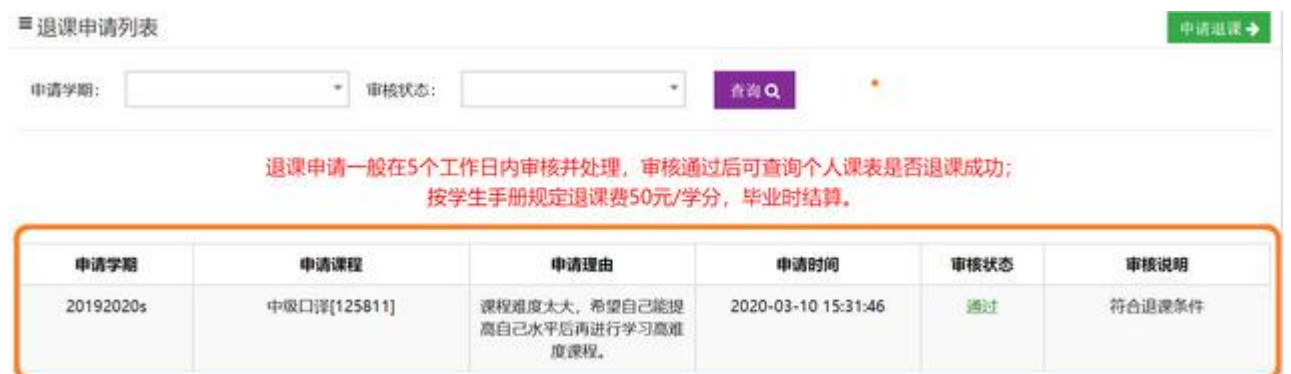 退课申请列表
申请退课
申请学期：
审核状态：
查询
退课申请一般在5个工作日内审核并处理，审核通过后可查询个人课表是否退课成功；
按学生手册规定退课费50元/学分，毕业时结算。
申请学期 申请课程 申请理由 申请时间 审核状态 审核说明
20192020s 中级口译[125811] 课程难度太大，希望自己能提 2020-03-10 15:31:46 通过 符合退课条件
高自己水平后再进行学习高难
度课程。